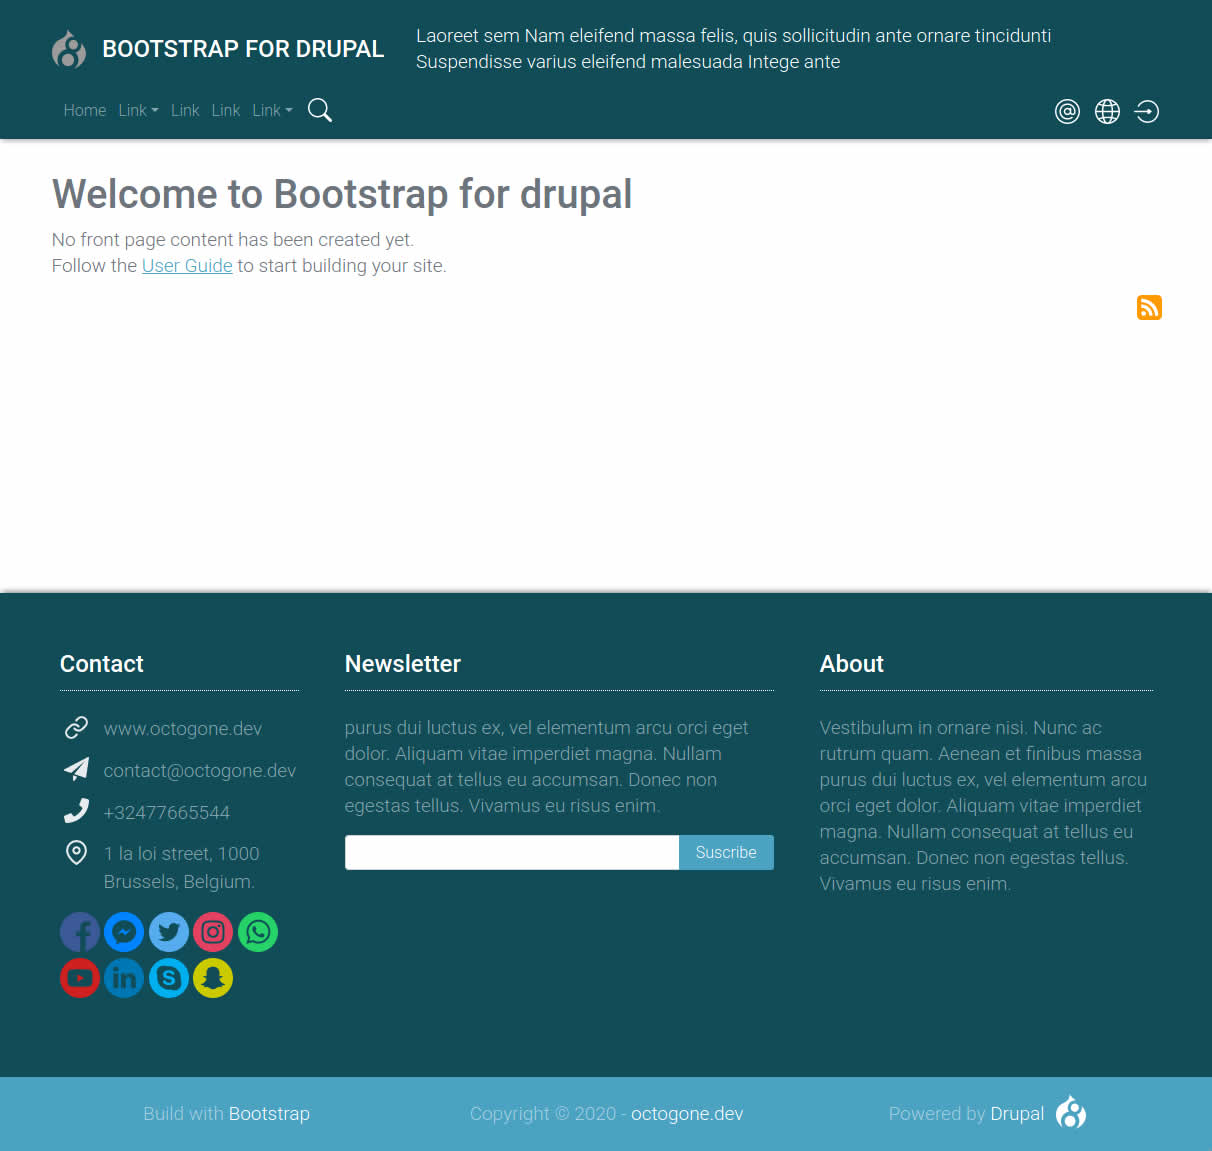 BOOTSTRAP FOR DRUPAL
Laoreet sem Nam eleifend massa felis, quis sollicitudin ante ornare tincidunti
Suspendisse varius eleifend malesuada Intege ante
Home Link Link Link Link
Welcome to Bootstrap for drupal
No front page content has been created yet.
Follow the User Guide to start building your site.
Contact
www.octogone.dev
contact@octogone.dev
+32477665544
1 la loi street, 1000
Brussels, Belgium.
Newsletter
purus dui luctus ex, vel elementum arcu orci eget
dolor. Aliquam vitae imperdiet magna. Nullam
consequat at tellus eu accumsan. Donec non
egestas tellus. Vivamus eu risus enim.
Suscribe
About
Vestibulum in ornare nisi. Nunc ac
rutrum quam. Aenean et finibus massa
purus dui luctus ex, vel elementum arcu
orci eget dolor. Aliquam vitae imperdiet
magna. Nullam consequat at tellus eu
accumsan. Donec non egestas tellus.
Vivamus eu risus enim.
Build with Bootstrap
Copyright © 2020 - octogone.dev
Powered by Drupal